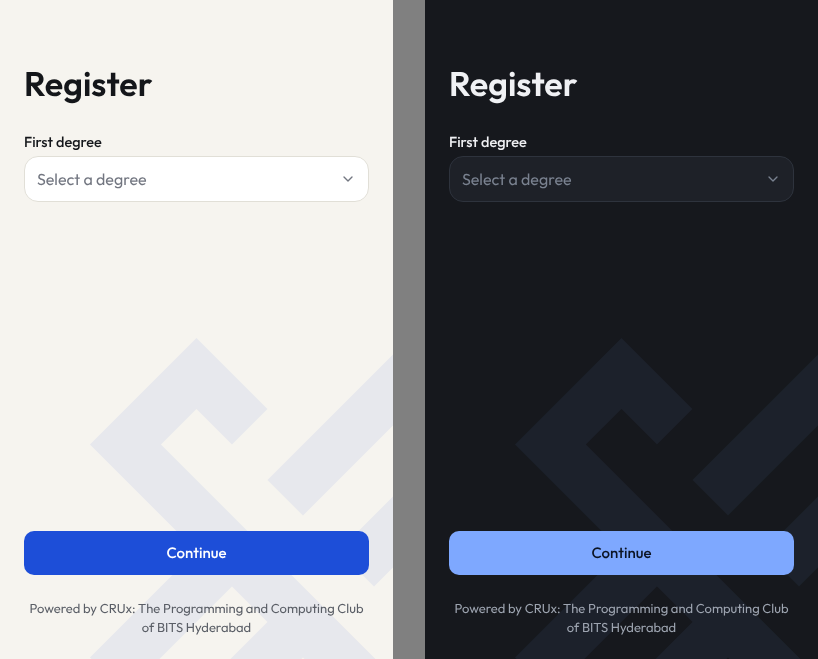 Register
First degree
Select a degree
Continue
Powered by CRUx: The Programming and Computing Club
of BITS Hyderabad
Register
First degree
Select a degree
Continue
Powered by CRUx: The Programming and Computing Club
of BITS Hyderabad